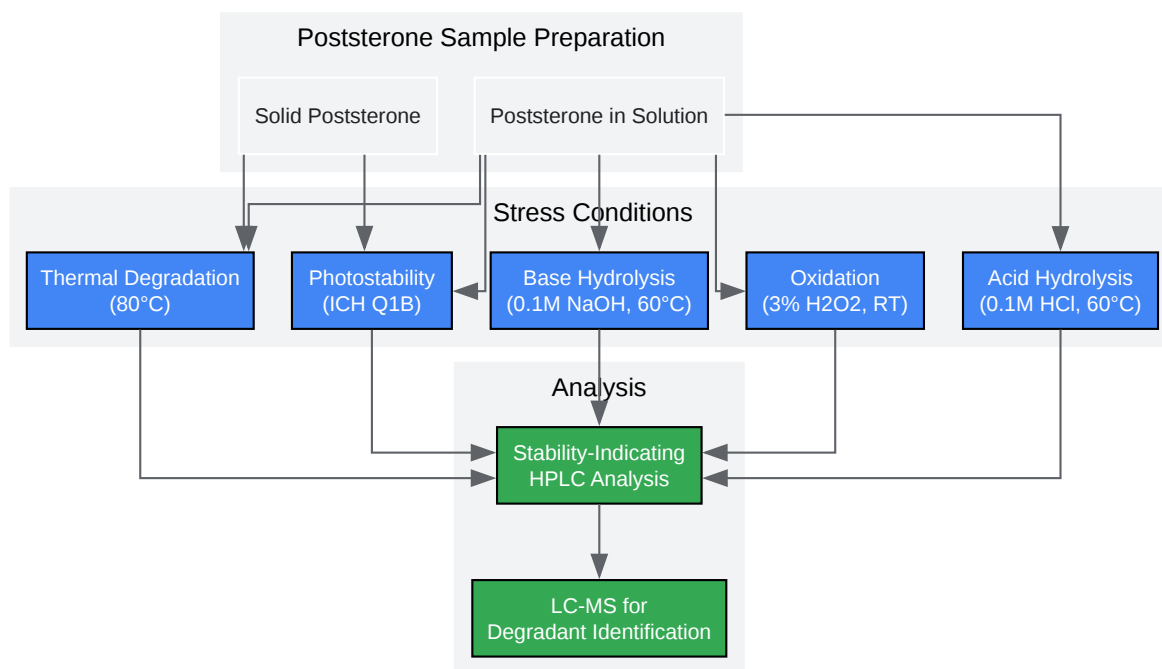 Poststerone Sample Preparation
Solid Poststerone
Poststerone in Solution
Stress Conditions
Thermal Degradation
(80°C)
Photostability
(ICH Q1B)
Base Hydrolysis
(0.1M NaOH, 60°C)
Oxidation
(3% H2O2, RT)
Acid Hydrolysis
(0.1M HCl, 60°C)
Analysis
Stability-Indicating
HPLC Analysis
LC-MS for
Degradant Identification